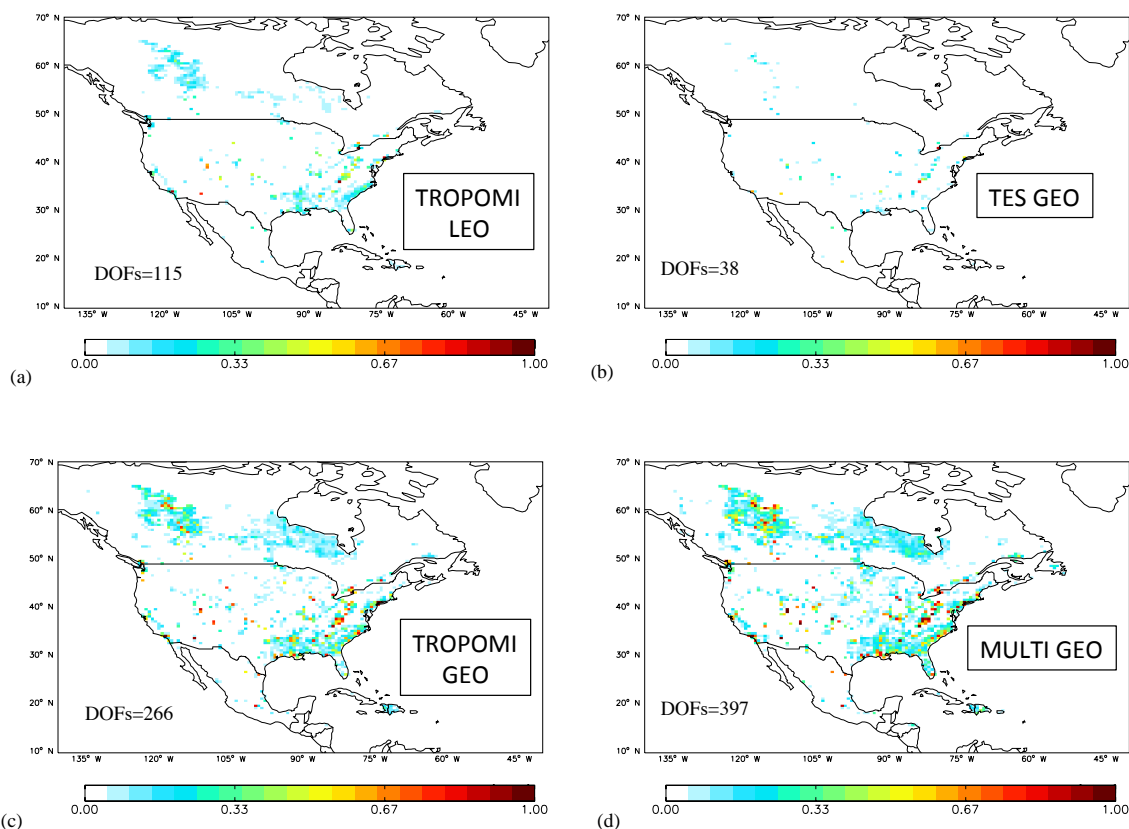 70° N
60° N
50° N
40° N
30° N
20° N
10° N
135° W 120° W 105° W 90° W 75° W 60° W 45° W
TROPOMI
LEO
DOFs=115
0.00 0.33 0.67 1.00
(a)
70° N
60° N
50° N
40° N
30° N
20° N
10° N
135° W 120° W 105° W 90° W 75° W 60° W 45° W
TES GEO
DOFs=38
0.00 0.33 0.67 1.00
(b)
70° N
60° N
50° N
40° N
30° N
20° N
10° N
135° W 120° W 105° W 90° W 75° W 60° W 45° W
TROPOMI
GEO
DOFs=266
0.00 0.33 0.67 1.00
(c)
70° N
60° N
50° N
40° N
30° N
20° N
10° N
135° W 120° W 105° W 90° W 75° W 60° W 45° W
MULTI GEO
DOFs=397
0.00 0.33 0.67 1.00
(d)